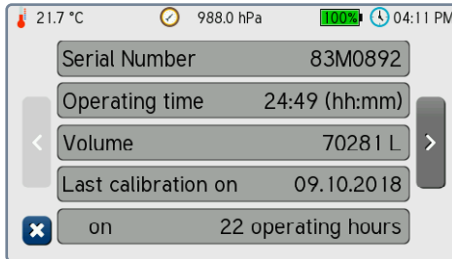 21.7 °C 988.0 hPa 100% 04:11 PM
Serial Number 83M0892
Operating time 24:49 (hh:mm)
Volume 70281 L
Last calibration on 09.10.2018
on 22 operating hours